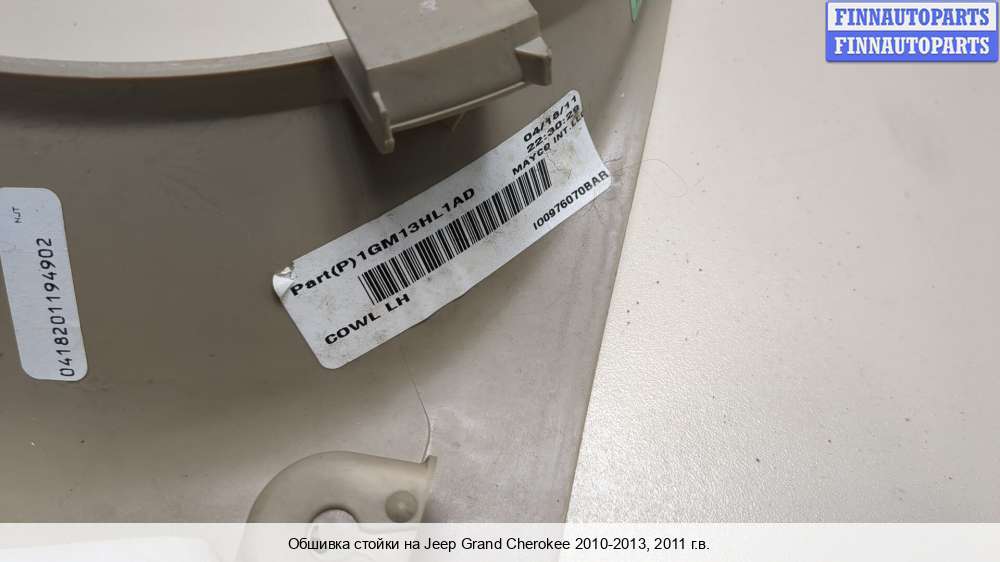 FINNAUTOPARTS
FINNAUTOPARTS
04/18/11
22:30:29
MAYCO INT. LLC
Part(P)1GM13HL1AD
COWL LH
I00976070BAR
NJT
0418201194902
Обшивка стойки на Jeep Grand Cherokee 2010-2013, 2011 г.в.